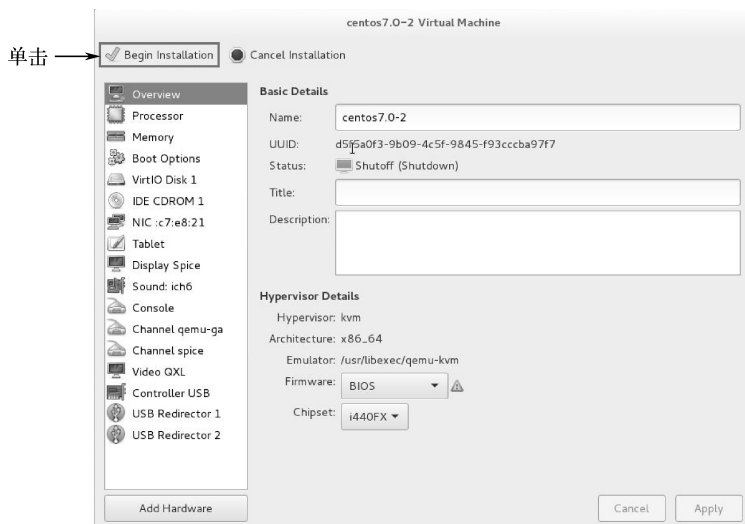 centos7.0-2 Virtual Machine
单击
Begin Installation
Cancel Installation
Overview
Processor
Memory
Boot Options
VirtIO Disk 1
IDE CDROM 1
NIC :c7:e8:21
Tablet
Display Spice
Sound: ich6
Console
Channel qemu-ga
Channel spice
Video QXL
Controller USB
USB Redirector 1
USB Redirector 2
Add Hardware
Basic Details
Name: centos7.0-2
UUID: d5f5a0f3-9b09-4c5f-9845-f93cccba97f7
Status: Shutoff (Shutdown)
Title:
Description:
Hypervisor Details
Hypervisor: kvm
Architecture: x86_64
Emulator: /usr/libexec/qemu-kvm
Firmware: BIOS
Chipset: i440FX
Cancel
Apply